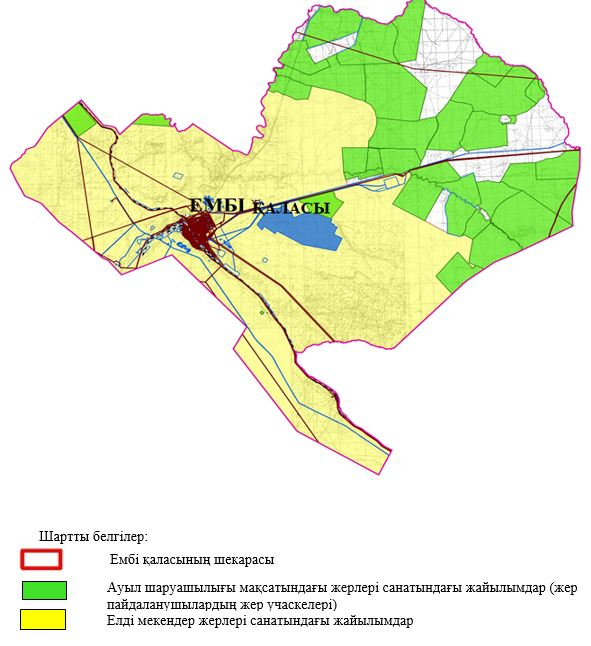 ЕМБІ ҚАЛАСЫ
Шартты белгілер:
Ембі қаласының шекарасы
Ауыл шаруашылығы мақсатындағы жерлері санатындағы жайылымдар (жер
пайдаланушылардың жер учаскелері)
Елді мекендер жерлері санатындағы жайылымдар